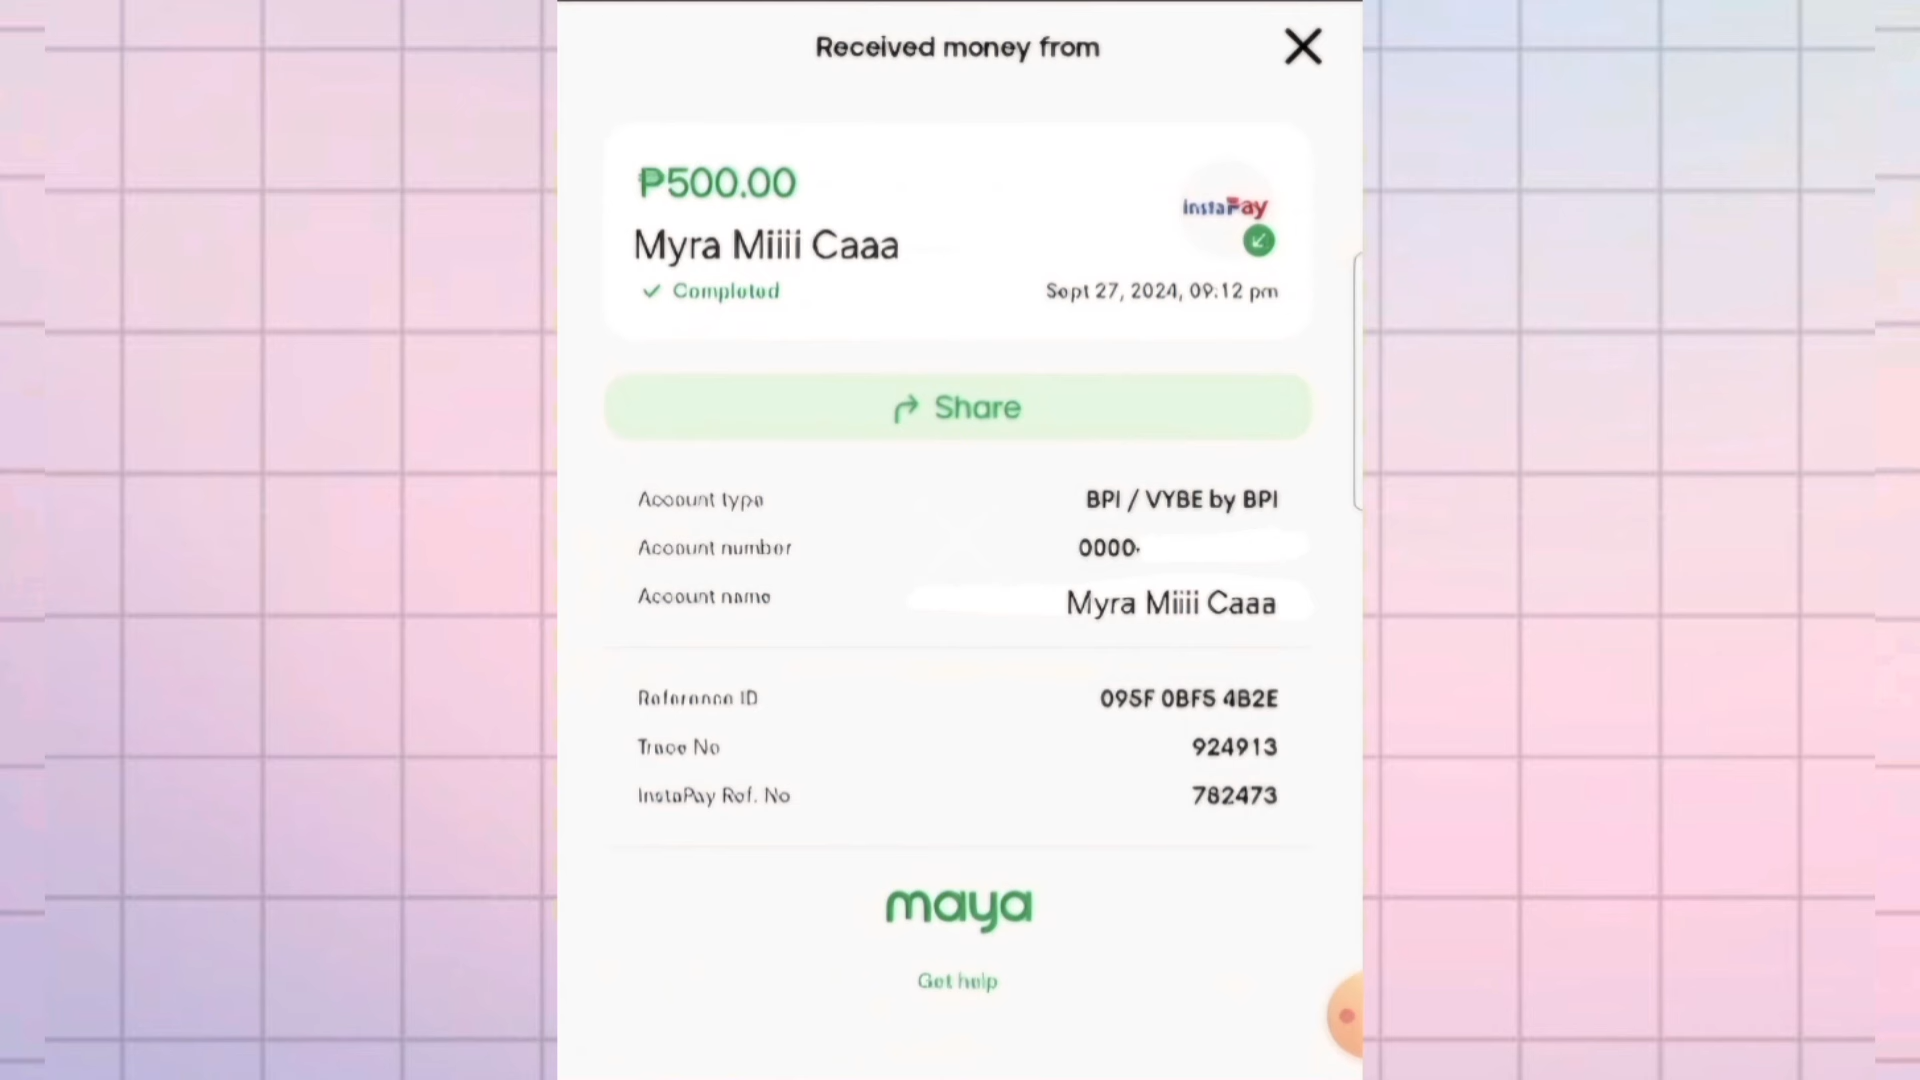 Received money from
₱500.00
instaPay
Myra Miiii Caaa
Completed
Sept 27, 2024, 09:12 pm
Share
Account type
BPI / VYBE by BPI
Account number
0000
Account name
Myra Miiii Caaa
Reference ID
095F 0BF5 4B2E
Trace No
924913
InstaPay Ref. No
782473
maya
Get help